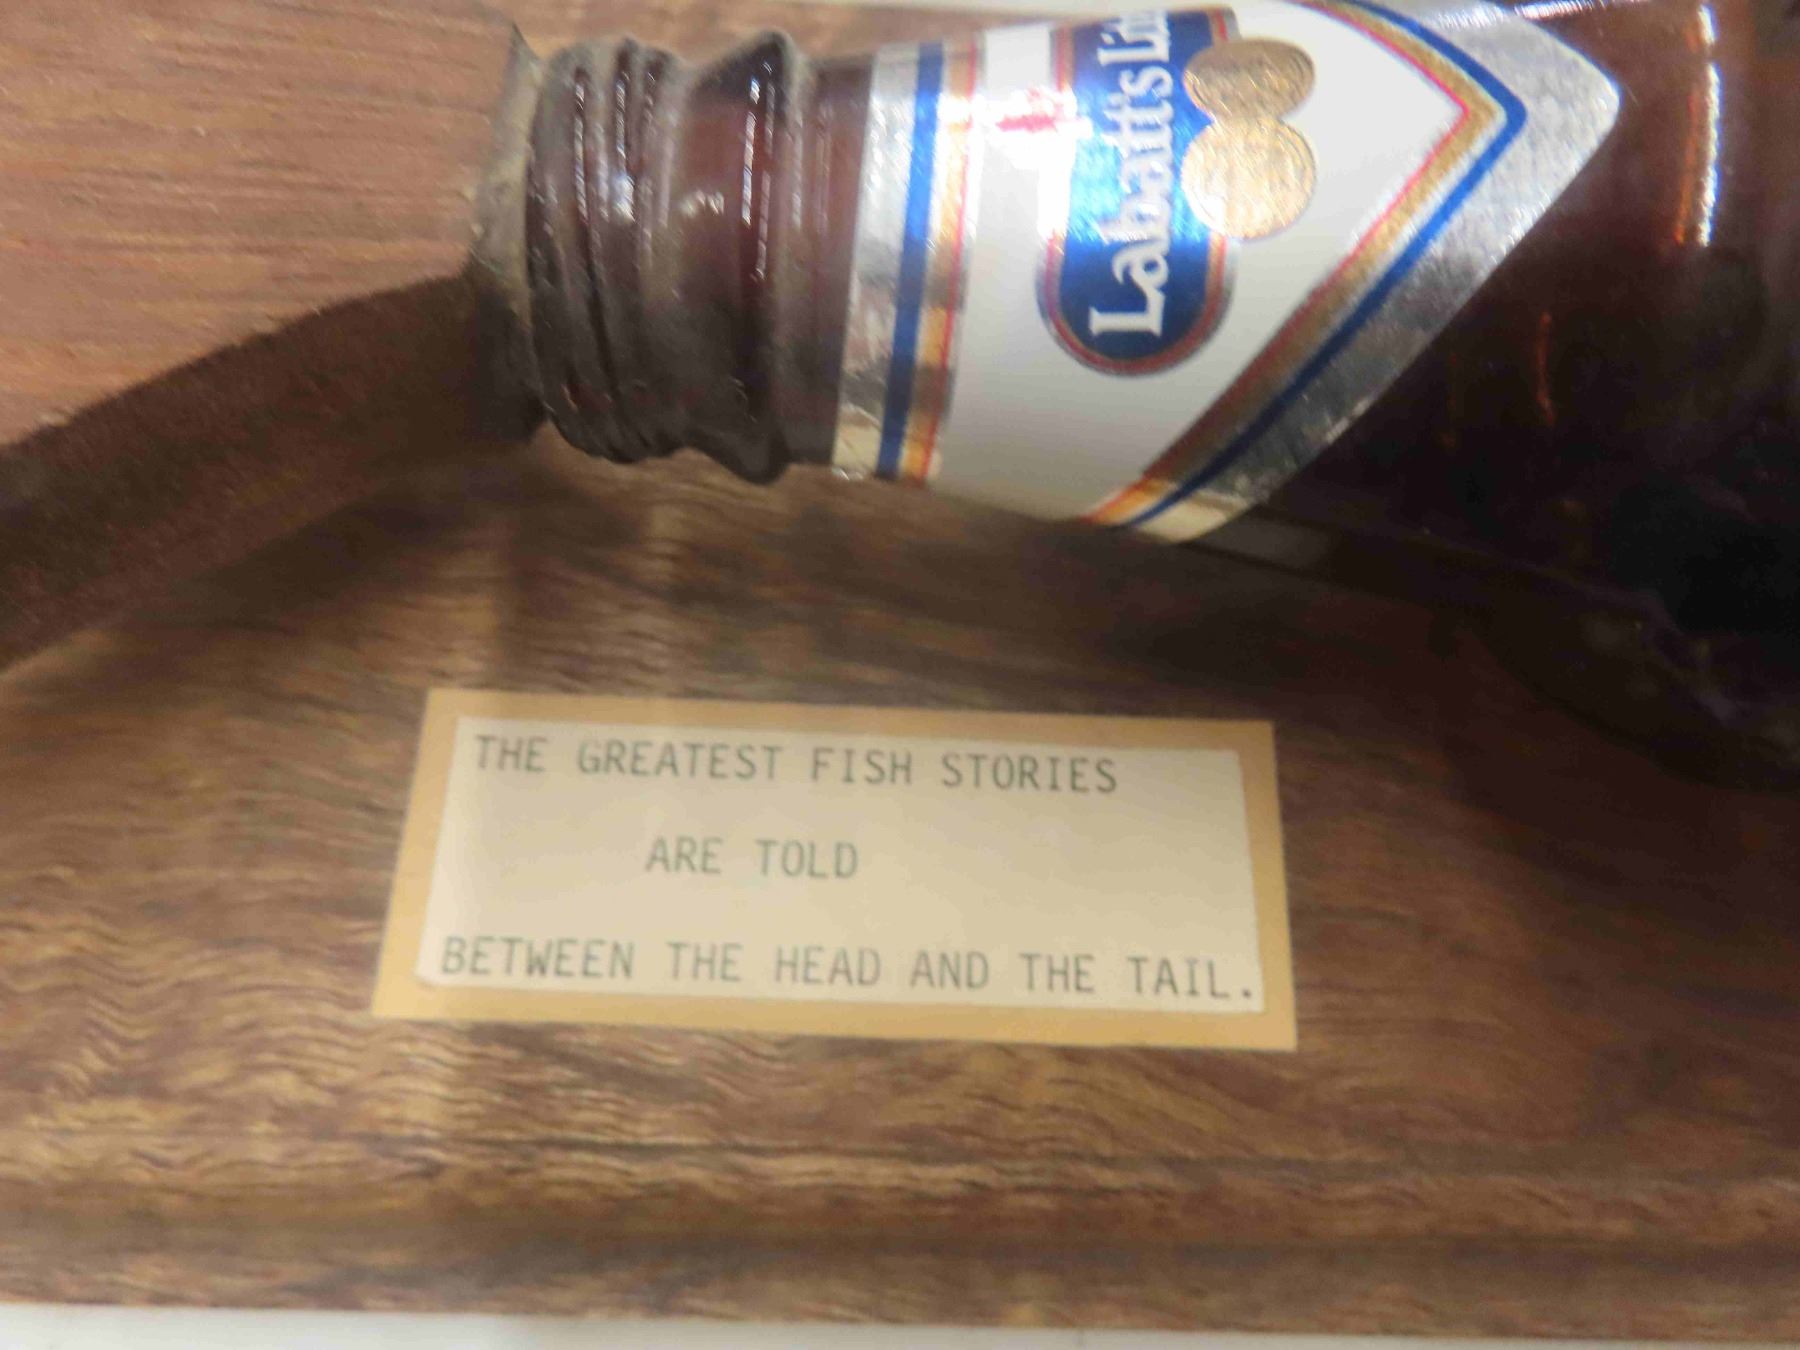 Labatt's
THE GREATEST FISH STORIES
ARE TOLD
BETWEEN THE HEAD AND THE TAIL.